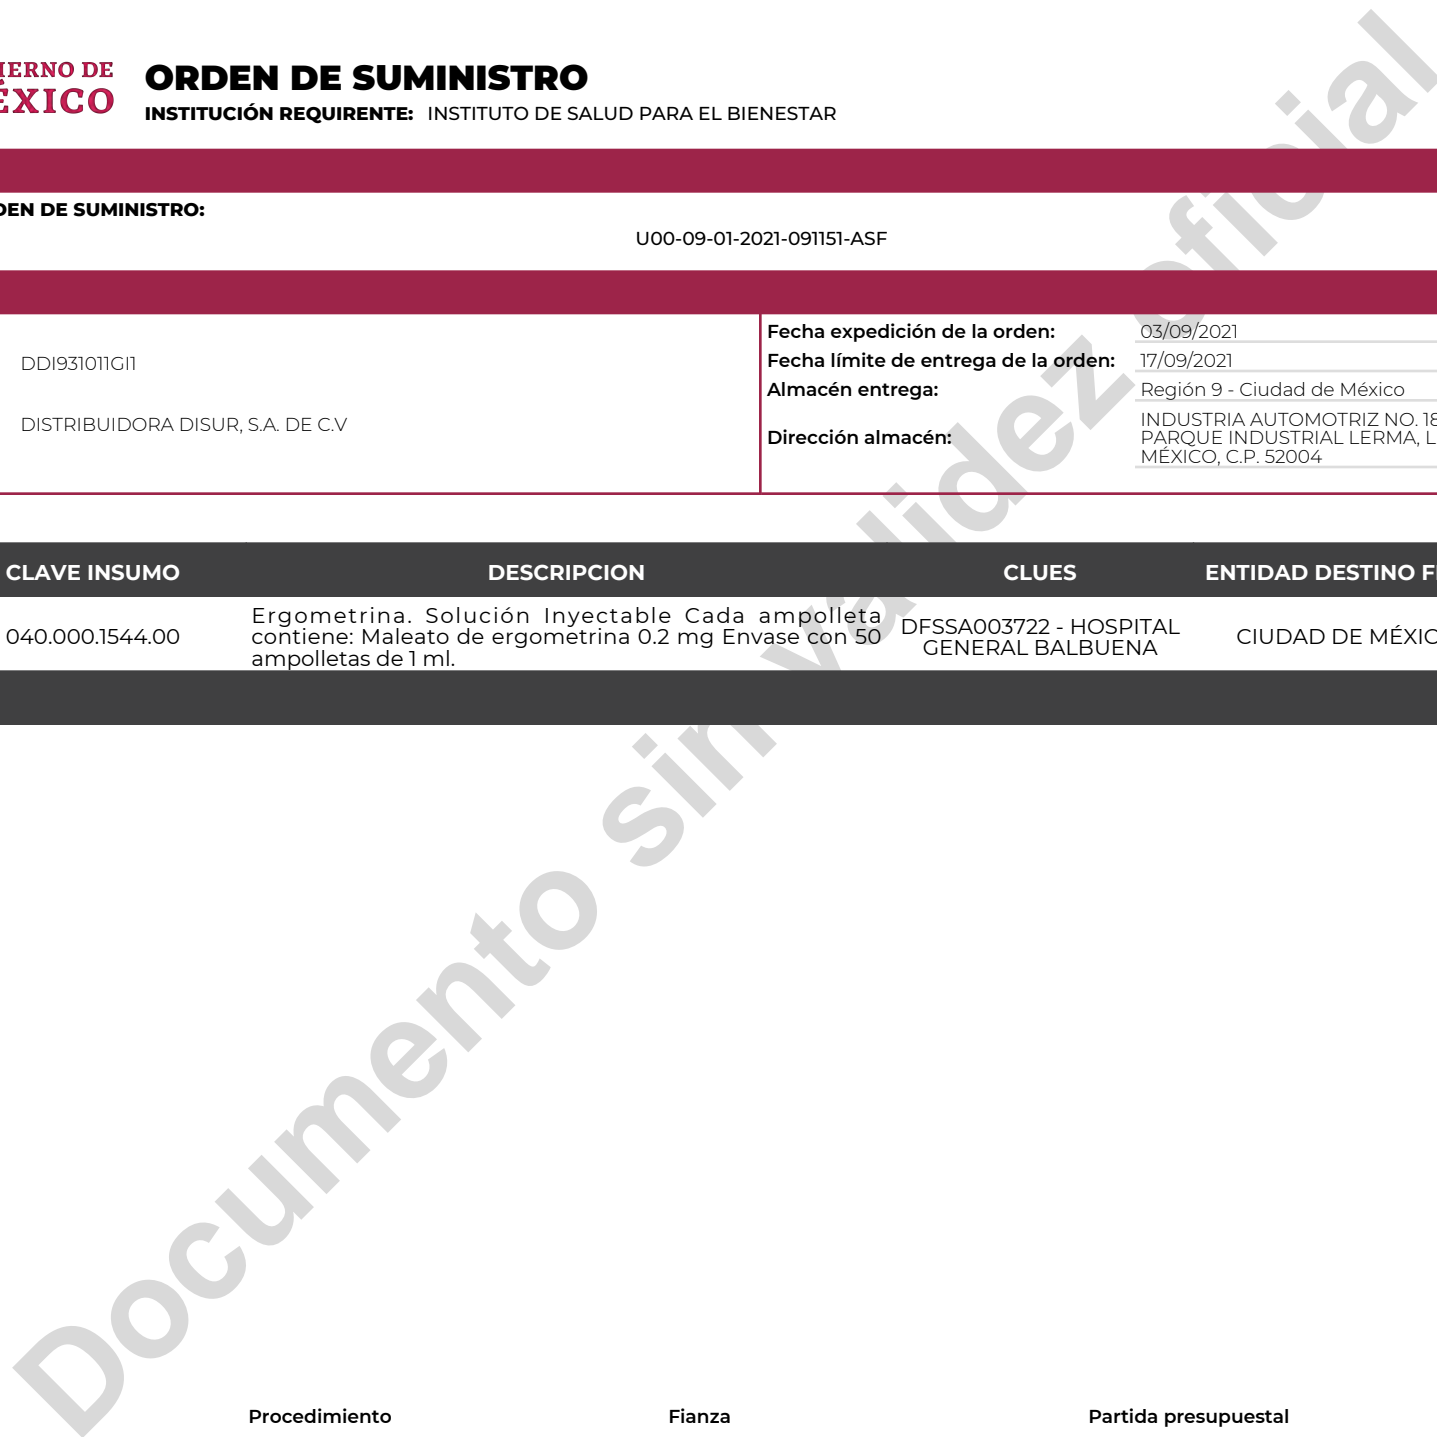 IERNO DE
ÉXICO
ORDEN DE SUMINISTRO
INSTITUCIÓN REQUIRENTE: INSTITUTO DE SALUD PARA EL BIENESTAR
DEN DE SUMINISTRO:
U00-09-01-2021-091151-ASF
DDI931011GI1
DISTRIBUIDORA DISUR, S.A. DE C.V
Fecha expedición de la orden: 03/09/2021
Fecha límite de entrega de la orden: 17/09/2021
Almacén entrega: Región 9 - Ciudad de México
Dirección almacén:
INDUSTRIA AUTOMOTRIZ NO. 18
PARQUE INDUSTRIAL LERMA, L
MÉXICO, C.P. 52004
CLAVE INSUMO DESCRIPCION CLUES ENTIDAD DESTINO F
040.000.1544.00
Ergometrina. Solución Inyectable Cada ampolleta
contiene: Maleato de ergometrina 0.2 mg Envase con 50
ampolletas de 1 ml.
DFSSA003722 - HOSPITAL
GENERAL BALBUENA
CIUDAD DE MÉXIC
Documento sin validez oficial
Procedimiento Fianza Partida presupuestal